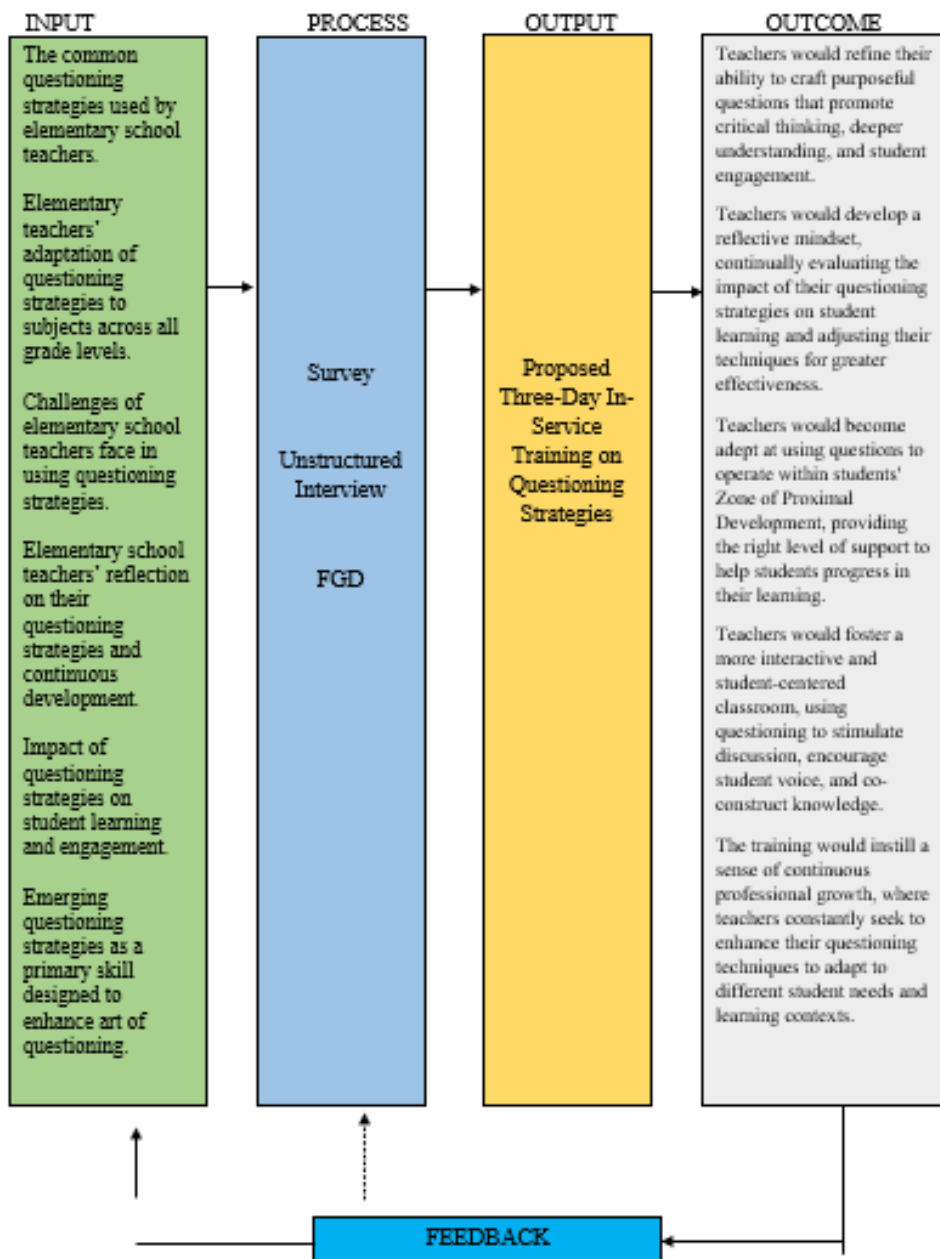 INPUT
PROCESS
OUTPUT
OUTCOME
The common
questioning
strategies used by
elementary school
teachers.
Elementary
teachers'
adaptation of
questioning
strategies to
subjects across all
grade levels.
Challenges of
elementary school
teachers face in
using questioning
strategies.
Elementary school
teachers' reflection
on their
questioning
strategies and
continuous
development.
Impact of
questioning
strategies on
student learning
and engagement.
Emerging
questioning
strategies as a
primary skill
designed to
enhance art of
questioning.
Survey
Unstructured
Interview
FGD
Proposed
Three-Day In-
Service
Training on
Questioning
Strategies
Teachers would refine their
ability to craft purposeful
questions that promote
critical thinking, deeper
understanding, and student
engagement.
Teachers would develop a
reflective mindset,
continually evaluating the
impact of their questioning
strategies on student
learning and adjusting their
techniques for greater
effectiveness.
Teachers would become
adept at using questions to
operate within students'
Zone of Proximal
Development, providing
the right level of support to
help students progress in
their learning.
Teachers would foster a
more interactive and
student-centered
classroom, using
questioning to stimulate
discussion, encourage
student voice, and co-
construct knowledge.
The training would instill a
sense of continuous
professional growth, where
teachers constantly seek to
enhance their questioning
techniques to adapt to
different student needs and
learning contexts.
FEEDBACK